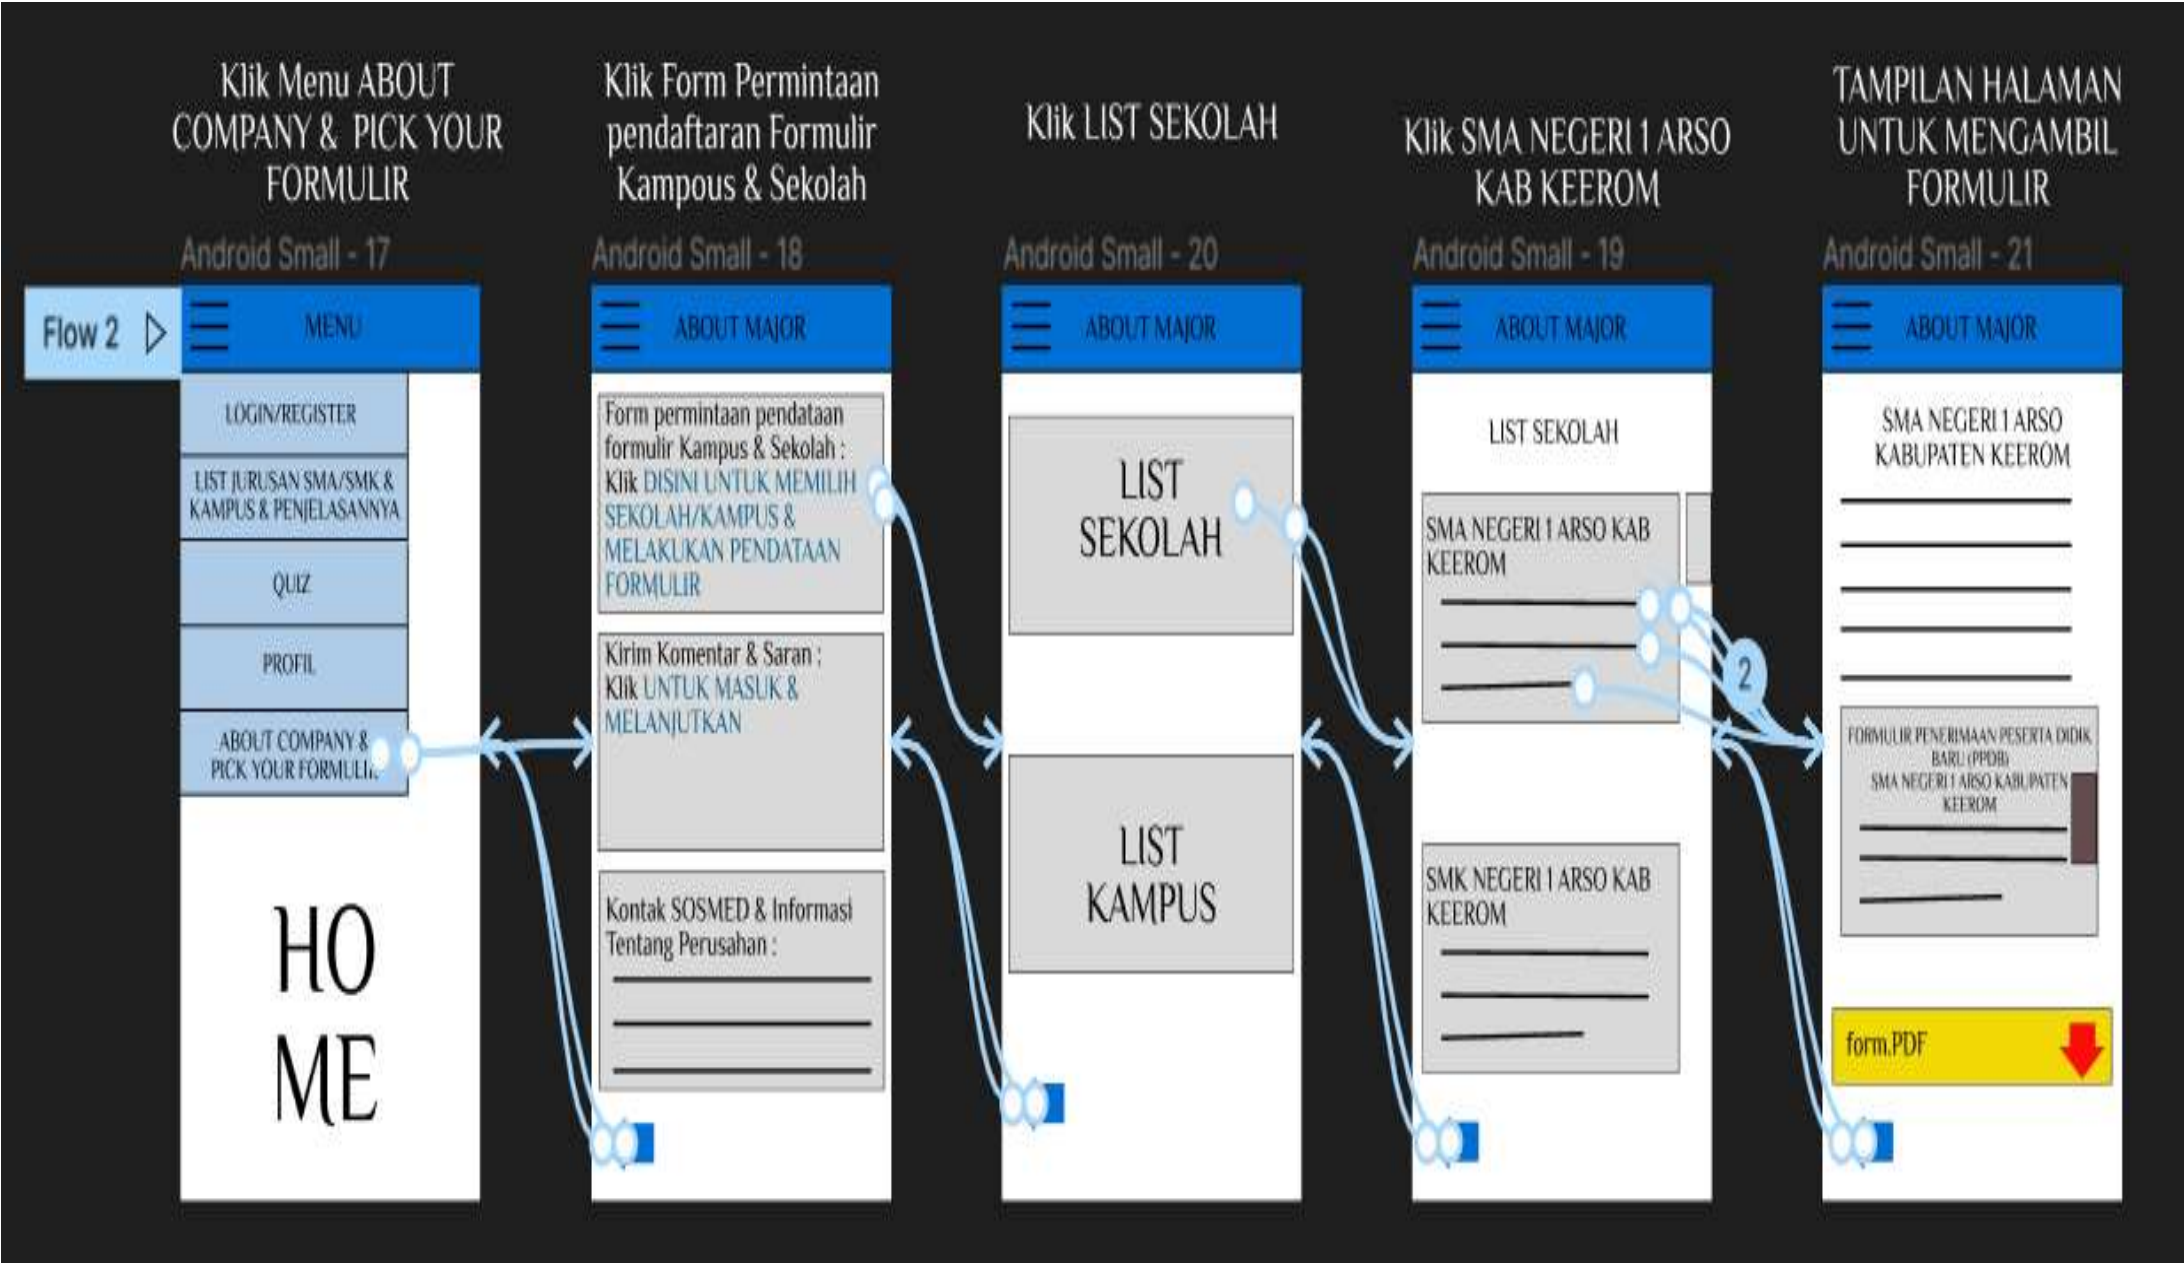 Klik Menu ABOUT
COMPANY & PICK YOUR
FORMULIR
Android Small - 17
Flow 2
MENU
LOGIN/REGISTER
LIST JURUSAN SMA/SMK &
KAMPUS & PENJELASANNYA
QUIZ
PROFIL
ABOUT COMPANY &
PICK YOUR FORMULIR
HO
ME
Klik Form Permintaan
pendaftaran Formulir
Kampous & Sekolah
Android Small - 18
ABOUT MAJOR
Form permintaan pendataan
formulir Kampus & Sekolah :
Klik DISINI UNTUK MEMILIH
SEKOLAH/KAMPUS &
MELAKUKAN PENDATAAN
FORMULIR
Kirim Komentar & Saran :
Klik UNTUK MASUK &
MELANJUTKAN
Kontak SOSMED & Informasi
Tentang Perusahan :
Klik LIST SEKOLAH
Android Small - 20
ABOUT MAJOR
LIST
SEKOLAH
LIST
KAMPUS
Klik SMA NEGERI 1 ARSO
KAB KEEROM
Android Small - 19
ABOUT MAJOR
LIST SEKOLAH
SMA NEGERI 1 ARSO KAB
KEEROM
2
SMK NEGERI 1 ARSO KAB
KEEROM
TAMPILAN HALAMAN
UNTUK MENGAMBIL
FORMULIR
Android Small - 21
ABOUT MAJOR
SMA NEGERI 1 ARSO
KABUPATEN KEEROM
FORMULIR PENERIMAAN PESERTA DIDIK
BARU (PPDB)
SMA NEGERI 1 ARSO KABUPATEN
KEEROM
form.PDF